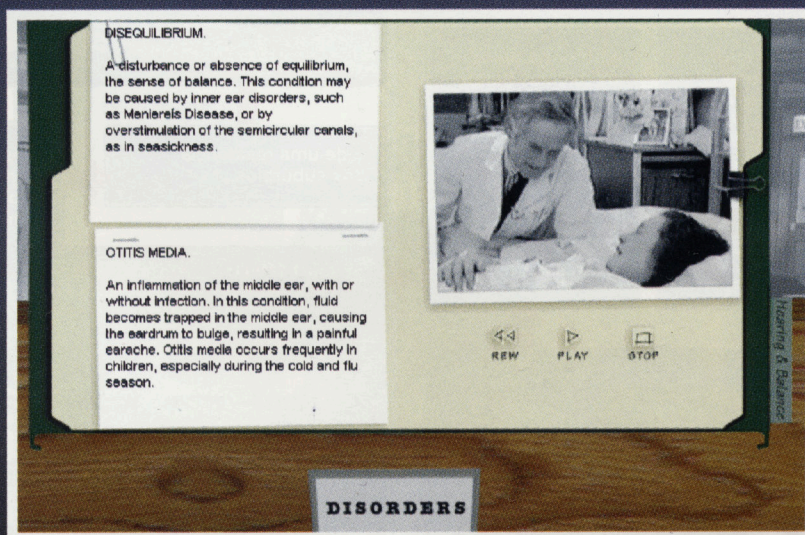 DISEQUILIBRIUM.
A disturbance or absence of equilibrium,
the sense of balance. This condition may
be caused by inner ear disorders, such
as Meniereis Disease, or by
overstimulation of the semicircular canals,
as in seasickness.
OTITIS MEDIA.
An inflammation of the middle ear, with or
without infection. In this condition, fluid
becomes trapped in the middle ear, causing
the eardrum to bulge, resulting in a painful
earache. Otitis media occurs frequently in
children, especially during the cold and flu
season.
REW PLAY STOP
Hearing & Balance
DISORDERS